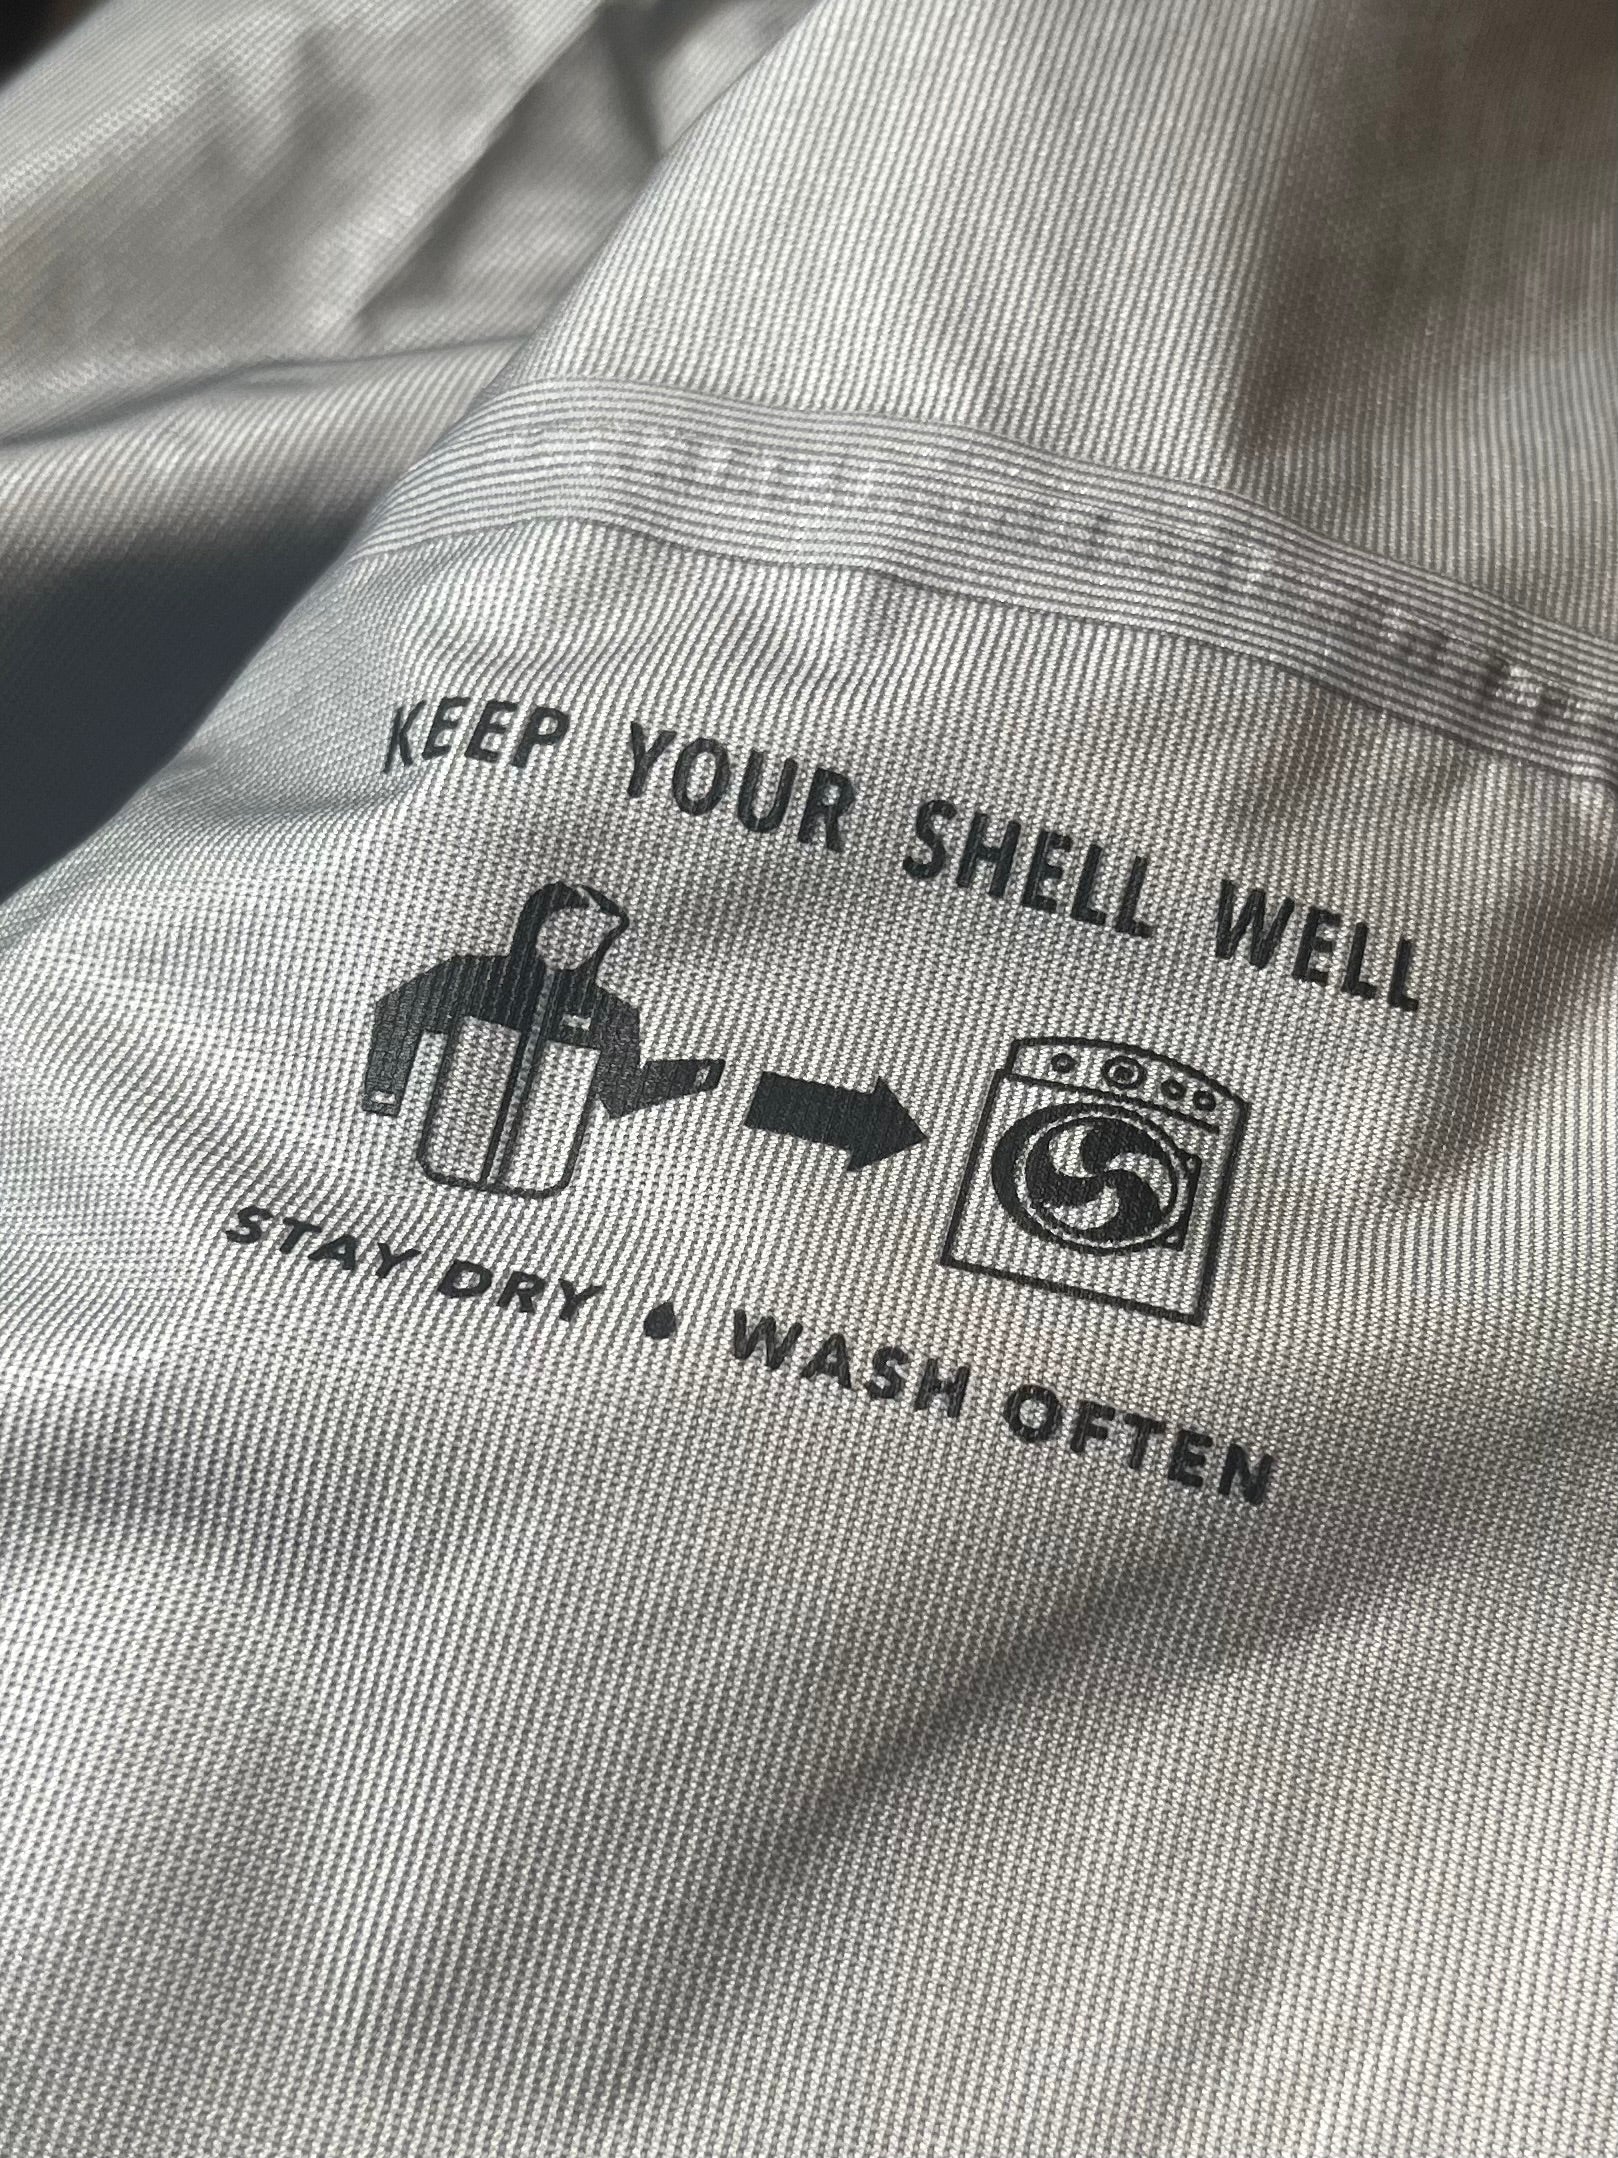 KEEP YOUR SHELL WELL
STAY DRY WASH OFTEN